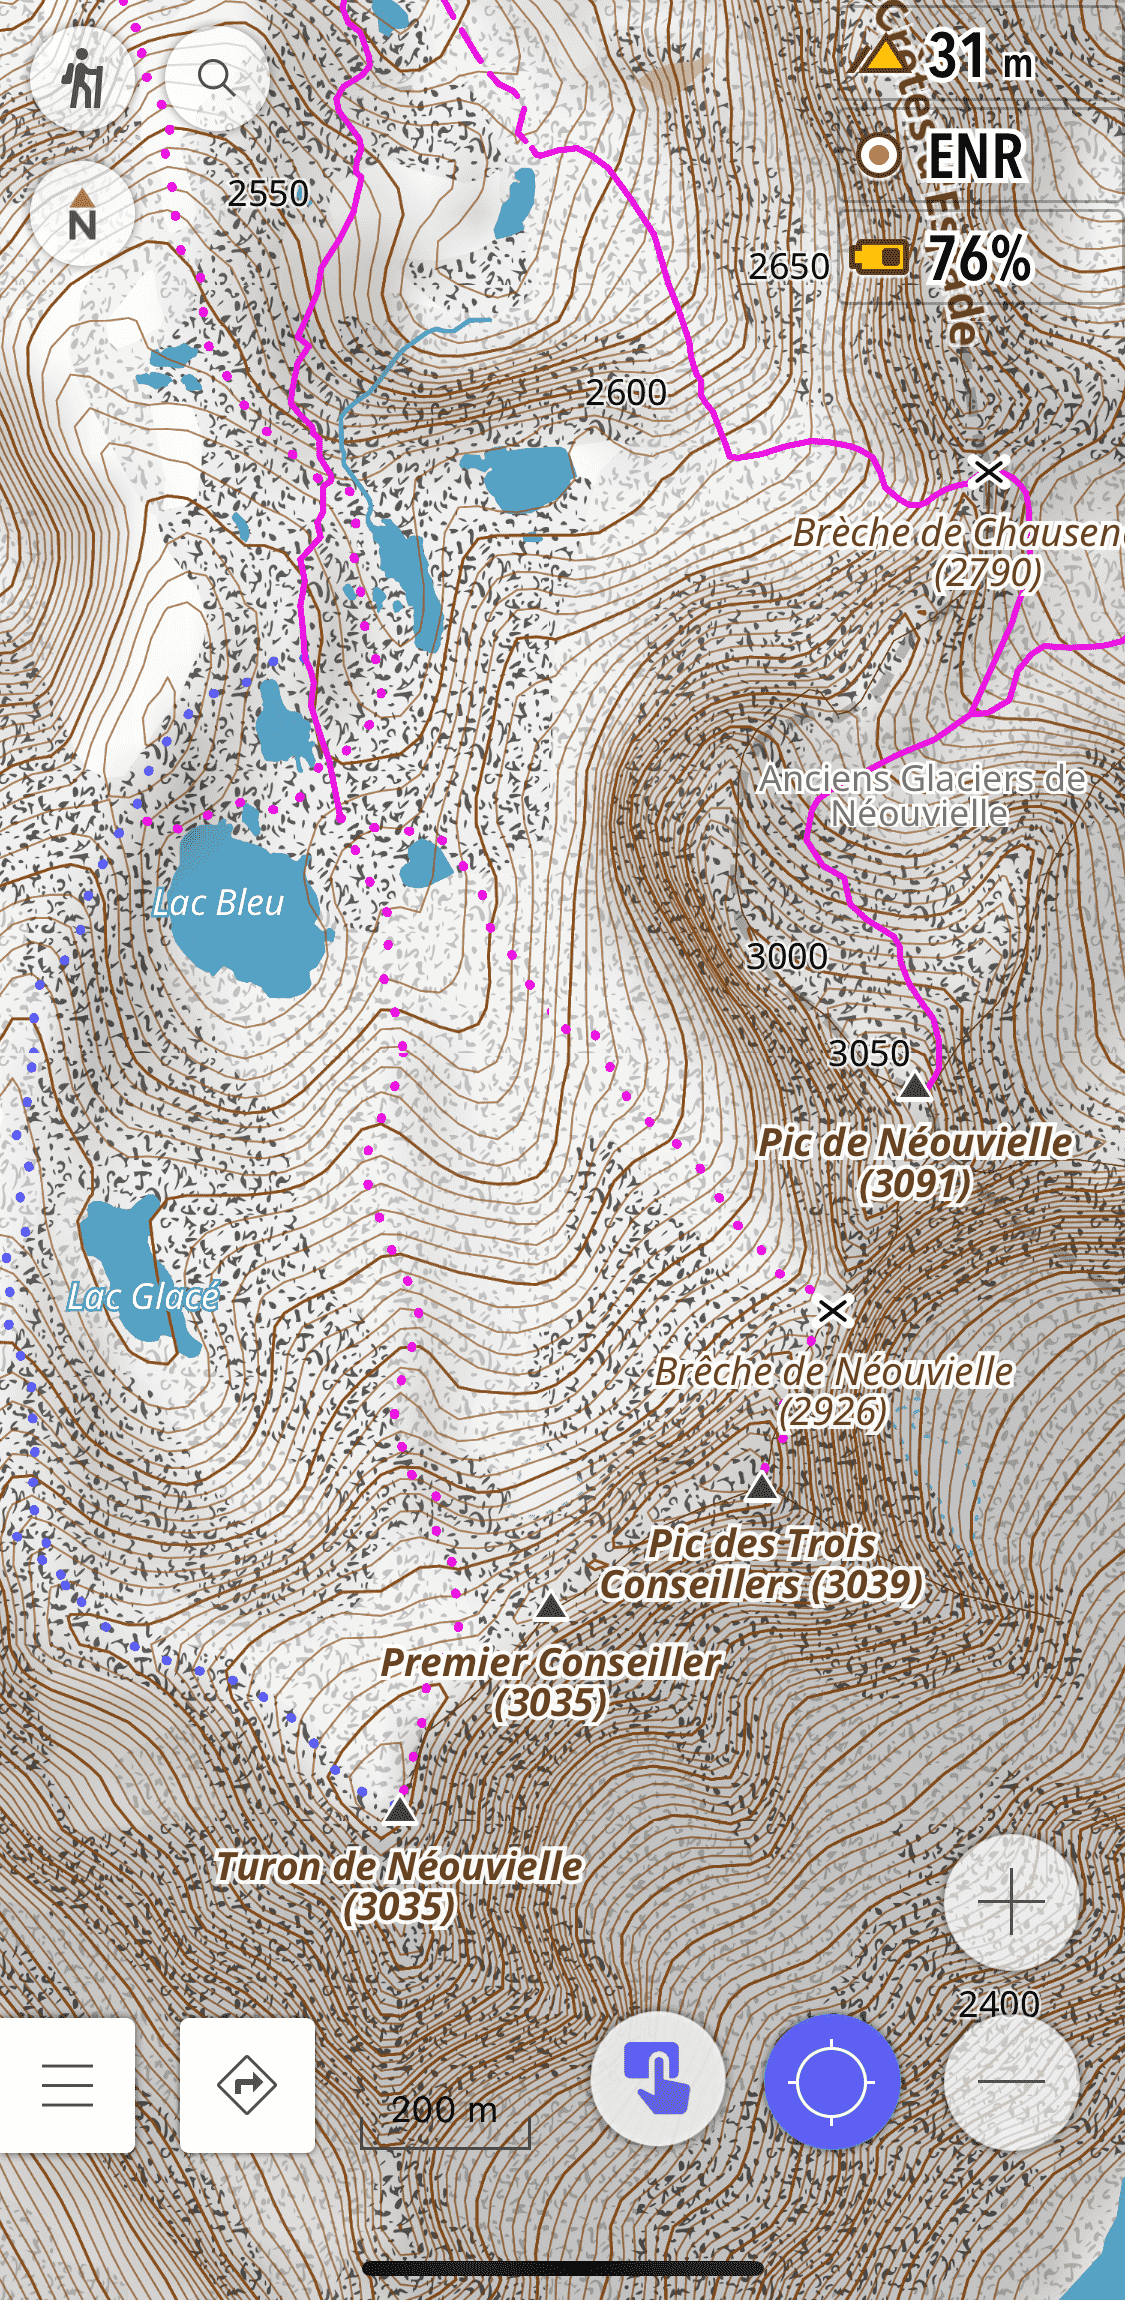 31 m
N
2550
ENR
2650
76%
2600
Brèche de Chausen
(2790)
Anciens Glaciers de
Néouvielle
Lac Bleu
3000
3050
Pic de Néouvielle
(3091)
Lac Glacé
Brêche de Néouvielle
(2926)
Pic des Trois
Conseillers (3039)
Premier Conseiller
(3035)
Turon de Néouvielle
(3035)
2400
200 m